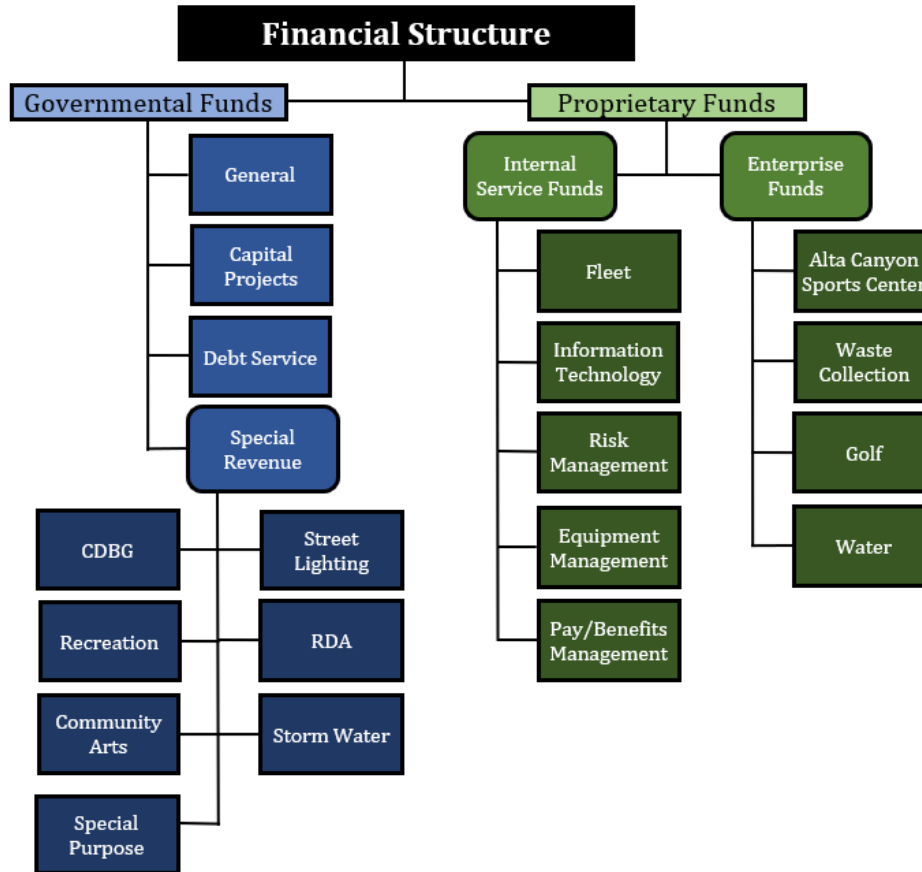 Financial Structure
Governmental Funds
Proprietary Funds
General
Capital
Projects
Debt Service
Special
Revenue
CDBG
Street
Lighting
Recreation
RDA
Community
Arts
Storm Water
Special
Purpose
Internal
Service Funds
Fleet
Information
Technology
Risk
Management
Equipment
Management
Pay/Benefits
Management
Enterprise
Funds
Alta Canyon
Sports Center
Waste
Collection
Golf
Water